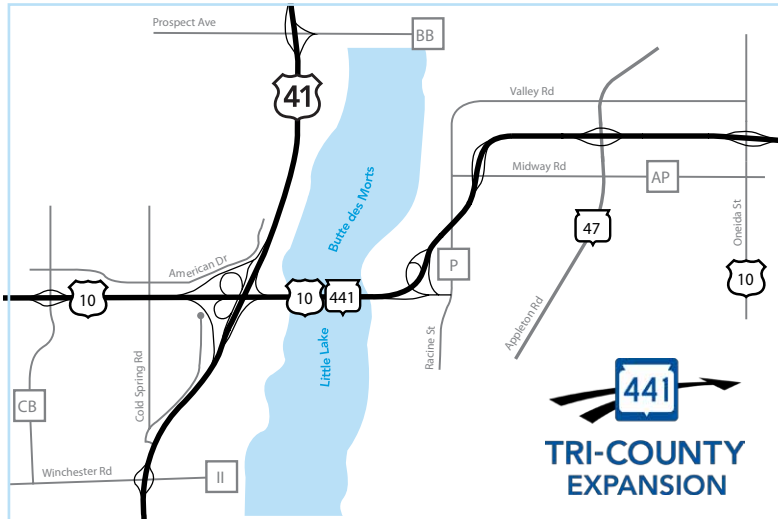 Prospect Ave
BB
41
Valley Rd
Midway Rd
AP
Oneida St
47
Butte des Morts
American Dr
P
10
10
441
10
Little Lake
Racine St
Appleton Rd
Cold Spring Rd
CB
Winchester Rd
II
441
TRI-COUNTY
EXPANSION